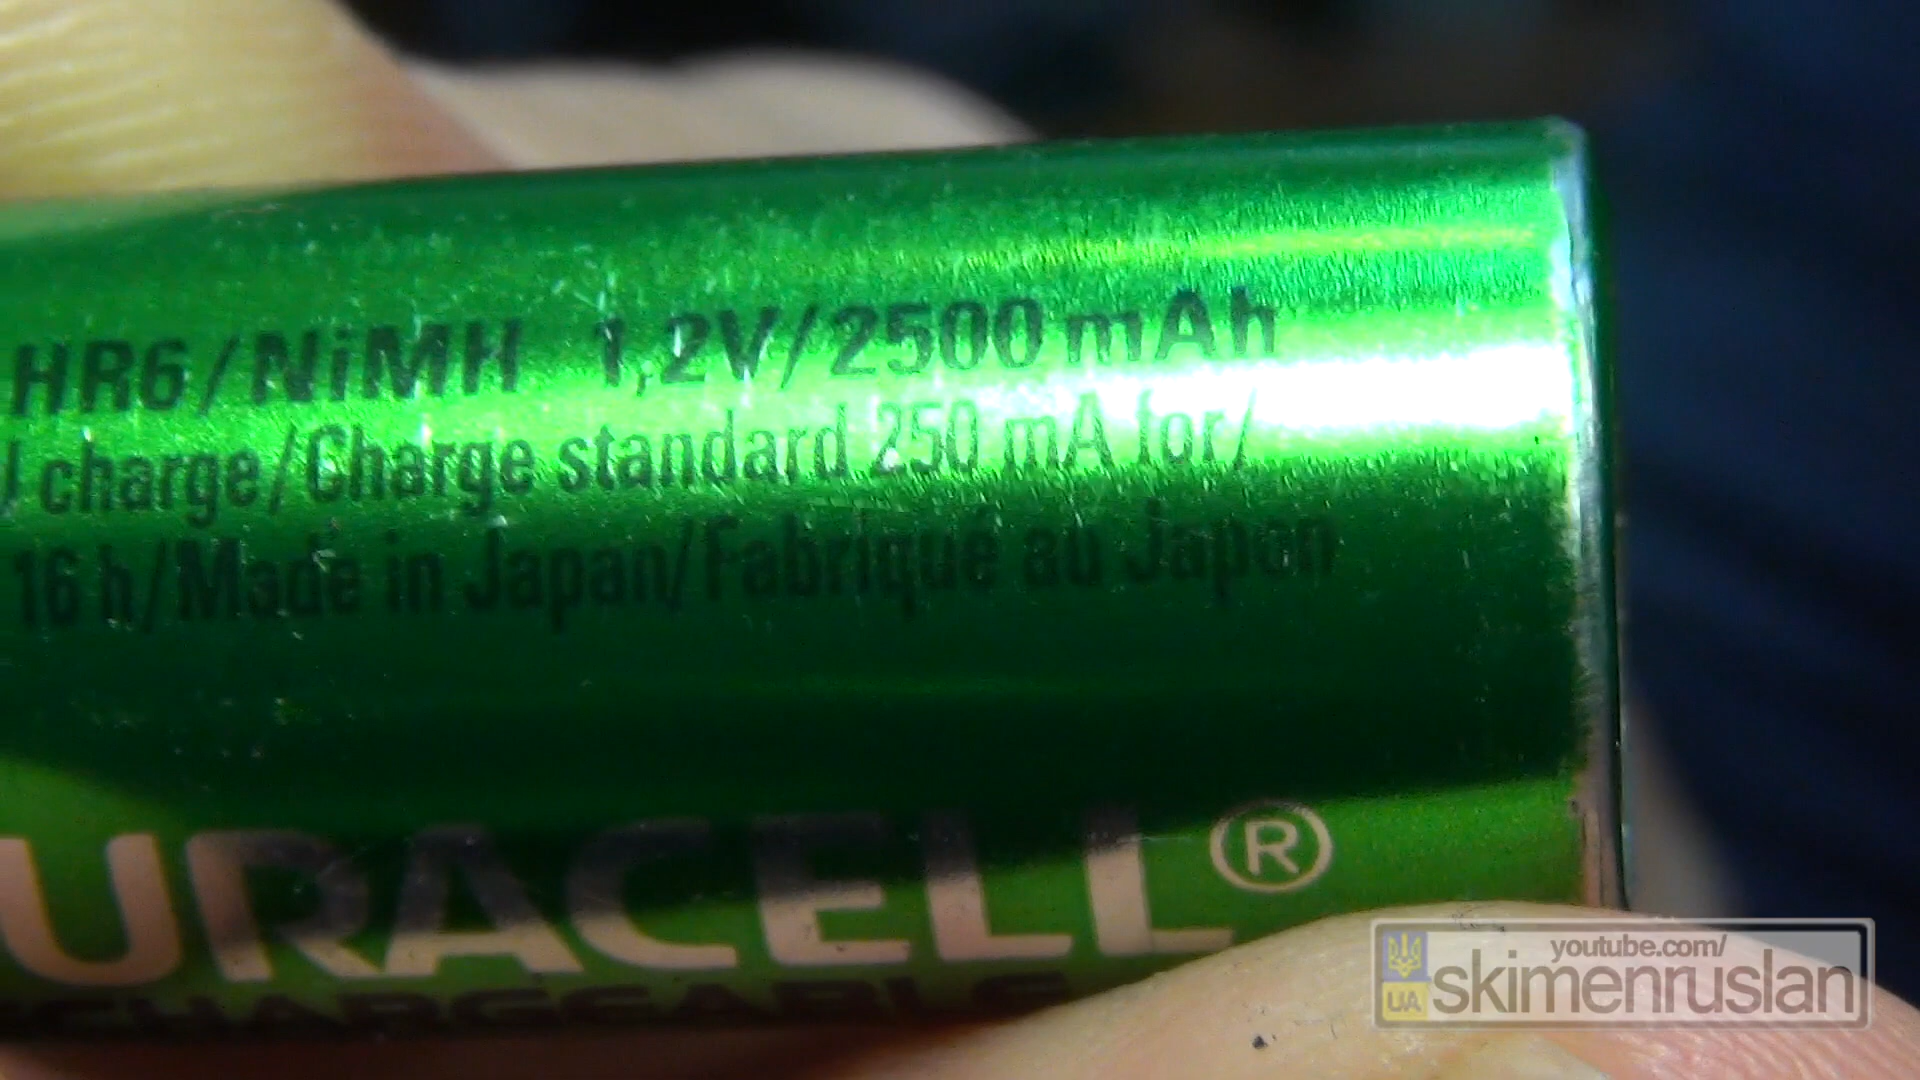 HR6/NiMH 1,2V/2500 mAh
charge/Charge standard 250 mA for/
16 h/Made in Japan/Fabriqué au Japon
URACELL®
CHARGEABLE
youtube.com/
UA skimenruslan